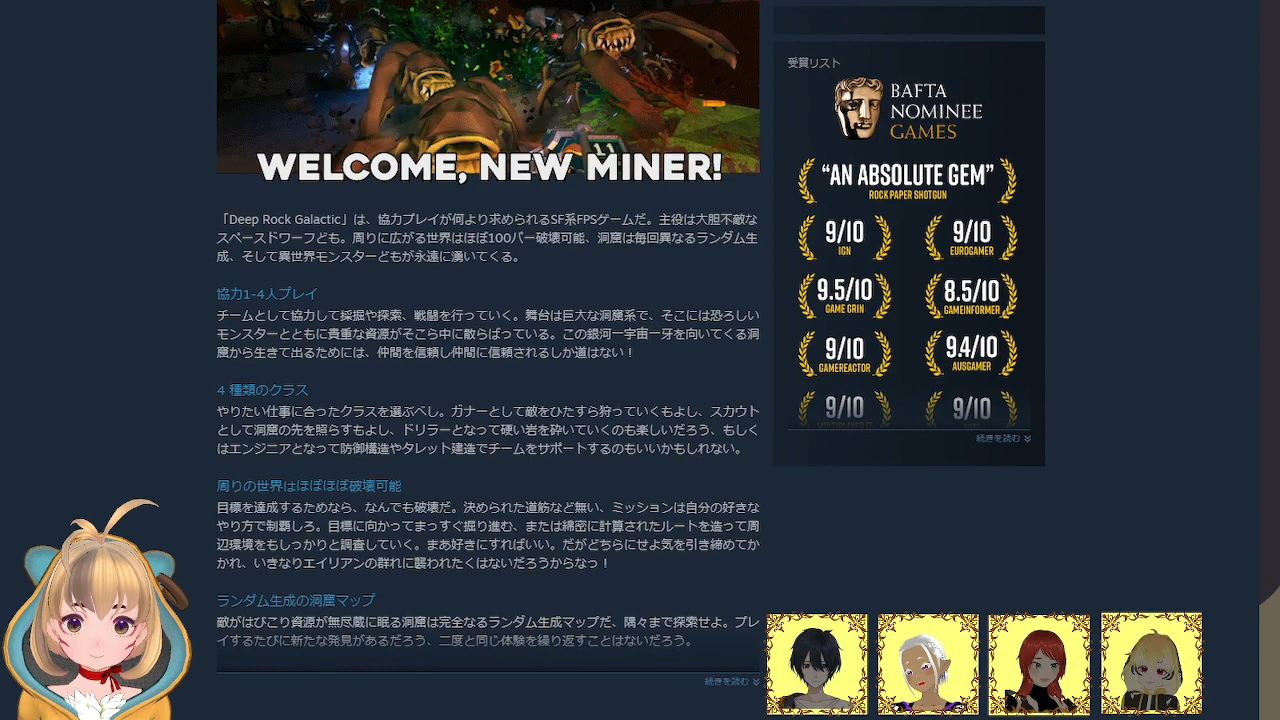 WELCOME, NEW MINER!
「Deep Rock Galactic」は、協力プレイが何より求められるSF系FPSゲームだ。主役は大胆不敵な
スペースドワーフども。周りに広がる世界はほぼ100パー破壊可能、洞窟は毎回異なるランダム生
成、そして異世界モンスターどもが永遠に湧いてくる。
協力1-4人プレイ
チームとして協力して採掘や探索、戦闘を行っていく。舞台は巨大な洞窟系で、そこには恐ろしい
モンスターとともに貴重な資源がそこら中に散らばっている。この銀河一宇宙一牙を向いてくる洞
窟から生きて出るためには、仲間を信頼し仲間に信頼されるしか道はない！
4 種類のクラス
やりたい仕事に合ったクラスを選ぶべし。ガナーとして敵をひたすら狩っていくもよし、スカウト
として洞窟の先を照らすもよし、ドリラーとなって硬い岩を砕いていくのも楽しいだろう、もしく
はエンジニアとなって防御構造やタレット建造でチームをサポートするのもいいかもしれない。
周りの世界はほぼほぼ破壊可能
目標を達成するためなら、なんでも破壊だ。決められた道筋など無い、ミッションは自分の好きな
やり方で制覇しろ。目標に向かってまっすぐ掘り進む、または綿密に計算されたルートを造って周
辺環境をもしっかりと調査していく。まあ好きにすればいい。だがどちらにせよ気を引き締めてか
かれ、いきなりエイリアンの群れに襲われたくはないだろうからなっ！
ランダム生成の洞窟マップ
敵がはびこり資源が無尽蔵に眠る洞窟は完全なるランダム生成マップだ、隅々まで探索せよ。プレ
イするたびに新たな発見があるだろう、二度と同じ体験を繰り返すことはないだろう。
続きを読む
受賞リスト
BAFTA
NOMINEE
GAMES
“AN ABSOLUTE GEM”
ROCK PAPER SHOTGUN
9/10
IGN
9/10
EUROGAMER
9.5/10
GAME GRIN
8.5/10
GAMEINFORMER
9/10
GAMEREACTOR
9.4/10
AUSGAMER
9/10
9/10
続きを読む